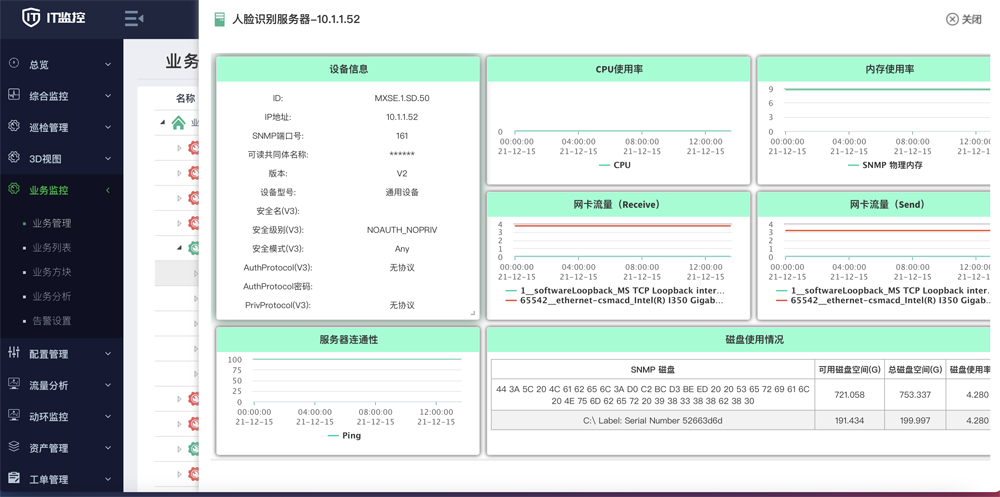 IT监控
人脸识别服务器-10.1.1.52
关闭
总览
综合监控
巡检管理
3D视图
业务监控
业务管理
业务列表
业务方块
业务分析
告警设置
配置管理
流量分析
动环监控
资产管理
工单管理
业务
名称
设备信息
ID: MXSE.1.SD.50
IP地址: 10.1.1.52
SNMP端口号: 161
可读共同体名称: ******
版本: V2
设备型号: 通用设备
安全名(V3):
安全级别(V3): NOAUTH_NOPRIV
安全模式(V3): Any
AuthProtocol(V3): 无协议
AuthProtocol密码:
PrivProtocol(V3): 无协议
CPU使用率
0
00:00:00 04:00:00 08:00:00 12:00:00
21-12-15 21-12-15 21-12-15 21-12-15
CPU
内存使用率
9
6
3
0
00:00:00 04:00:00 08:00:00 12:00:0
21-12-15 21-12-15 21-12-15 21-12-1
SNMP 物理内存
网卡流量（Receive）
4
3
2
1
0
00:00:00 04:00:00 08:00:00 12:00:00
21-12-15 21-12-15 21-12-15 21-12-15
1__softwareLoopback_MS TCP Loopback inter...
65542__ethernet-csmacd_Intel(R) I350 Gigab...
网卡流量（Send）
4
3
2
1
0
00:00:00 04:00:00 08:00:00 12:00:0
21-12-15 21-12-15 21-12-15 21-12-1
1__softwareLoopback_MS TCP Loopback inter.
65542__ethernet-csmacd_Intel(R) I350 Gigab.
服务器连通性
100
75
50
25
0
00:00:00 04:00:00 08:00:00 12:00:00
21-12-15 21-12-15 21-12-15 21-12-15
Ping
磁盘使用情况
SNMP 磁盘 可用磁盘空间(G) 总磁盘空间(G) 磁盘使用率
44 3A 5C 20 4C 61 62 65 6C 3A D0 C2 BC D3 BE ED 20 20 53 65 72 69 61 6C
20 4E 75 6D 62 65 72 20 39 38 33 38 38 62 38 30 721.058 753.337 4.280
C:\ Label: Serial Number 52663d6d 191.434 199.997 4.280